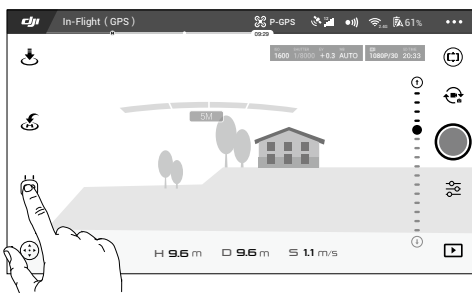 dji In-Flight ( GPS ) P-GPS 61%
09:29
1600 1/8000 +0.3 AUTO 1080P/30 20:33
5M
H 9.6 m D 9.6 m S 1.1 m/s